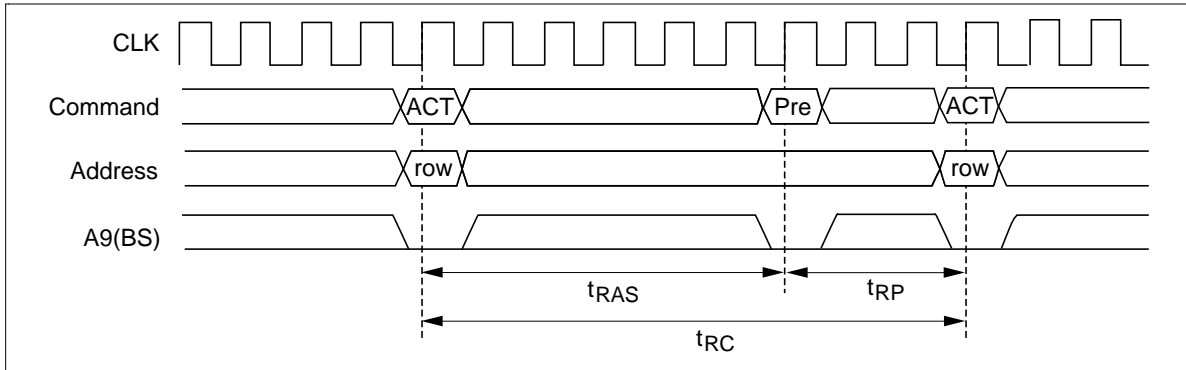 CLK
Command ACT Pre ACT
Address row row
A9(BS)
tRAS tRP
tRC